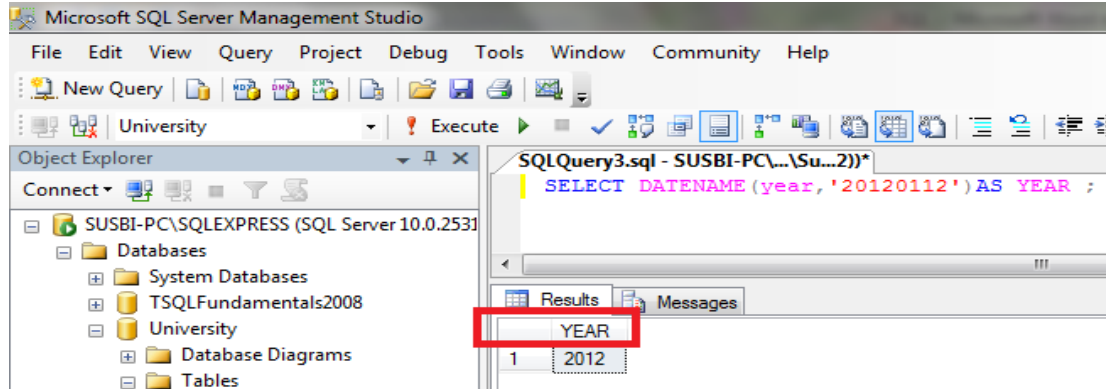 Microsoft SQL Server Management Studio
File Edit View Query Project Debug Tools Window Community Help
New Query
University Execute
Object Explorer
Connect
SUSBI-PC\SQLEXPRESS (SQL Server 10.0.2531
Databases
System Databases
TSQLFundamentals2008
University
Database Diagrams
Tables
SQLQuery3.sql - SUSBI-PC\...\Su...2))*
SELECT DATENAME(year,'20120112')AS YEAR ;
Results Messages
YEAR
1 2012